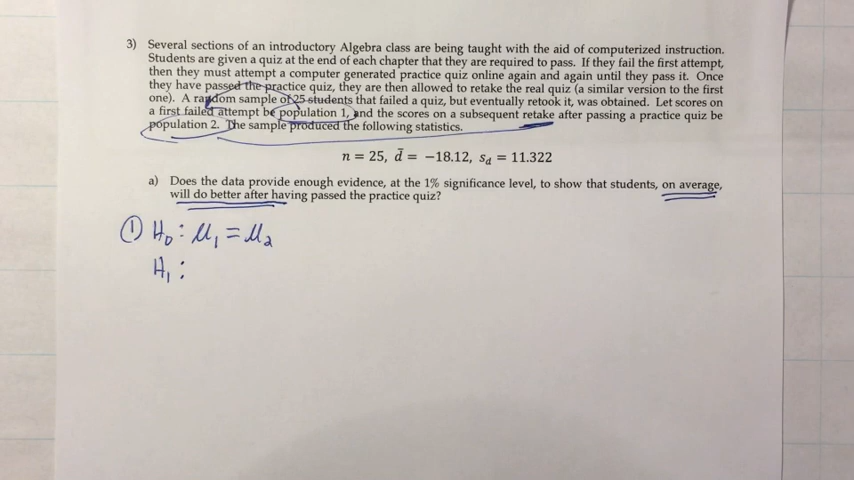 3) Several sections of an introductory Algebra class are being taught with the aid of computerized instruction.
Students are given a quiz at the end of each chapter that they are required to pass. If they fail the first attempt,
then they must attempt a computer generated practice quiz online again and again until they pass it. Once
they have passed the practice quiz, they are then allowed to retake the real quiz (a similar version to the first
one). A random sample of 25 students that failed a quiz, but eventually retook it, was obtained. Let scores on
a first failed attempt be population 1, and the scores on a subsequent retake after passing a practice quiz be
population 2. The sample produced the following statistics.
n = 25, d̄ = −18.12, s_d = 11.322
a) Does the data provide enough evidence, at the 1% significance level, to show that students, on average,
will do better after having passed the practice quiz?
① H₀ : μ₁ = μ₂
H₁ :